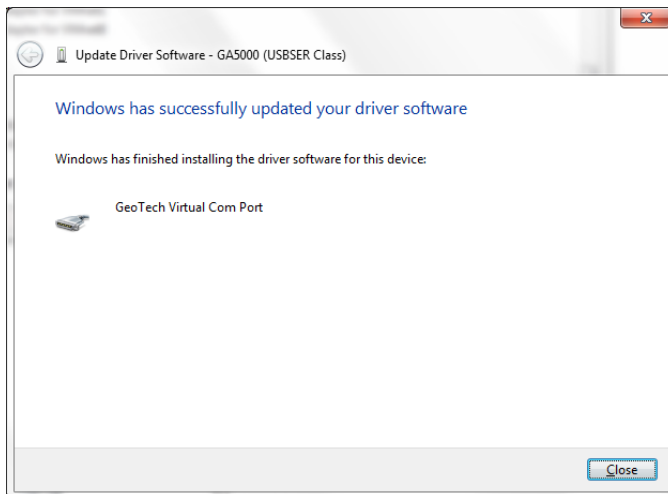 Update Driver Software - GA5000 (USBSER Class)
Windows has successfully updated your driver software
Windows has finished installing the driver software for this device:
GeoTech Virtual Com Port
Close